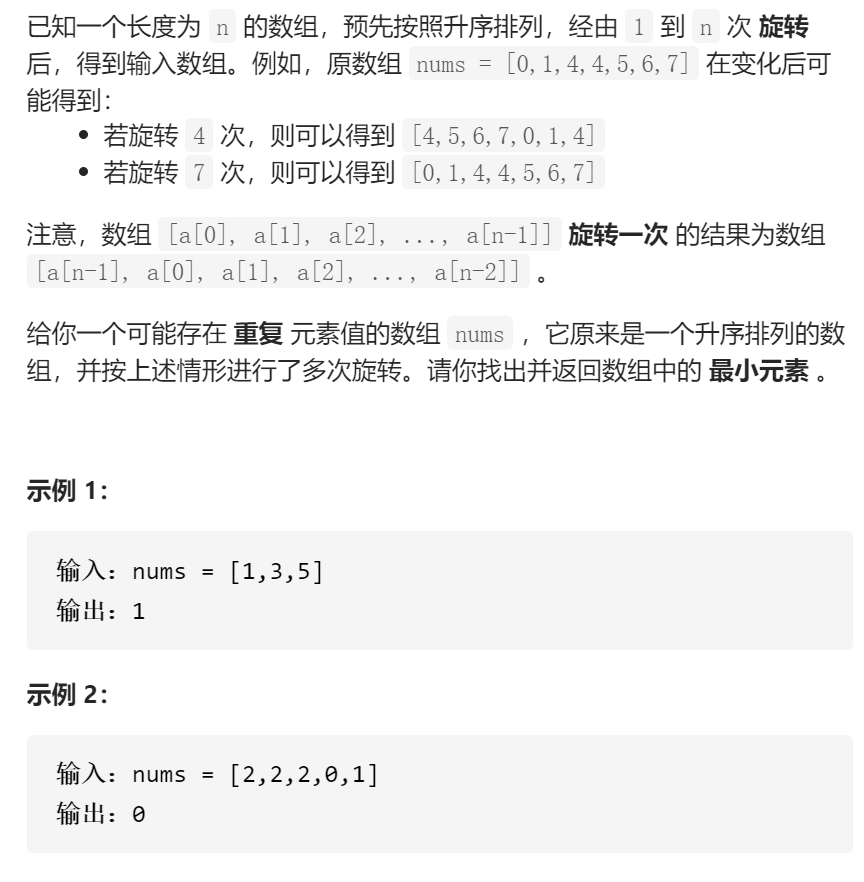 已知一个长度为 n 的数组，预先按照升序排列，经由 1 到 n 次 旋转
后，得到输入数组。例如，原数组 nums = [0,1,4,4,5,6,7] 在变化后可
能得到：
• 若旋转 4 次，则可以得到 [4,5,6,7,0,1,4]
• 若旋转 7 次，则可以得到 [0,1,4,4,5,6,7]
注意，数组 [a[0], a[1], a[2], ..., a[n-1]] 旋转一次 的结果为数组
[a[n-1], a[0], a[1], a[2], ..., a[n-2]] 。
给你一个可能存在 重复 元素值的数组 nums ，它原来是一个升序排列的数
组，并按上述情形进行了多次旋转。请你找出并返回数组中的 最小元素 。
示例 1：
输入：nums = [1,3,5]
输出：1
示例 2：
输入：nums = [2,2,2,0,1]
输出：0